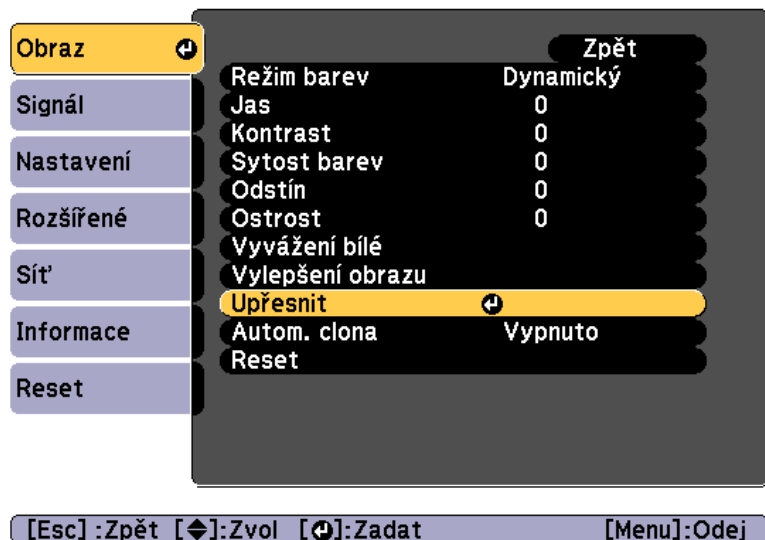 Obraz
Signál
Nastavení
Rozšířené
Síť
Informace
Reset
Zpět
Režim barev Dynamický
Jas 0
Kontrast 0
Sytost barev 0
Odstín 0
Ostrost 0
Vyvážení bílé
Vylepšení obrazu
Upřesnit
Autom. clona Vypnuto
Reset
[Esc] :Zpět [◆]:Zvol [↵]:Zadat [Menu]:Odej